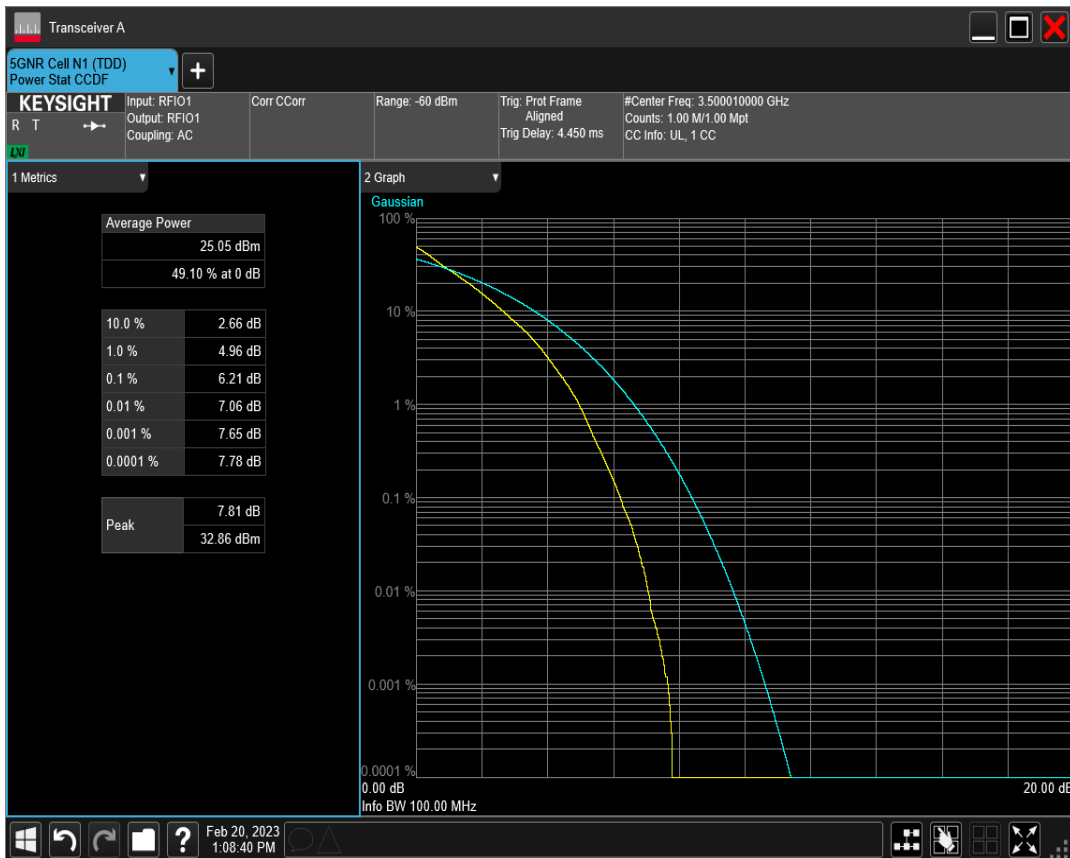 Transceiver A
5GNR Cell N1 (TDD)
Power Stat CCDF
KEYSIGHT
R T
LXI
Input: RFIO1
Output: RFIO1
Coupling: AC
Corr CCorr
Range: -60 dBm
Trig: Prot Frame
Aligned
Trig Delay: 4.450 ms
#Center Freq: 3.500010000 GHz
Counts: 1.00 M/1.00 Mpt
CC Info: UL, 1 CC
1 Metrics
Average Power
25.05 dBm
49.10 % at 0 dB
10.0 % 2.66 dB
1.0 % 4.96 dB
0.1 % 6.21 dB
0.01 % 7.06 dB
0.001 % 7.65 dB
0.0001 % 7.78 dB
Peak
7.81 dB
32.86 dBm
2 Graph
Gaussian
100 %
10 %
1 %
0.1 %
0.01 %
0.001 %
0.0001 %
0.00 dB 20.00 dB
Info BW 100.00 MHz
Feb 20, 2023
1:08:40 PM